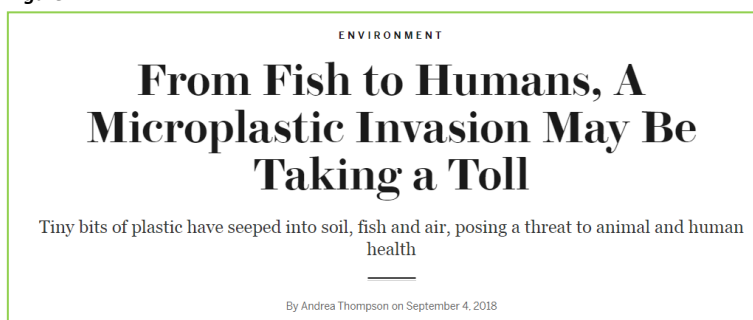 ENVIRONMENT
From Fish to Humans, A
Microplastic Invasion May Be
Taking a Toll
Tiny bits of plastic have seeped into soil, fish and air, posing a threat to animal and human
health
By Andrea Thompson on September 4, 2018